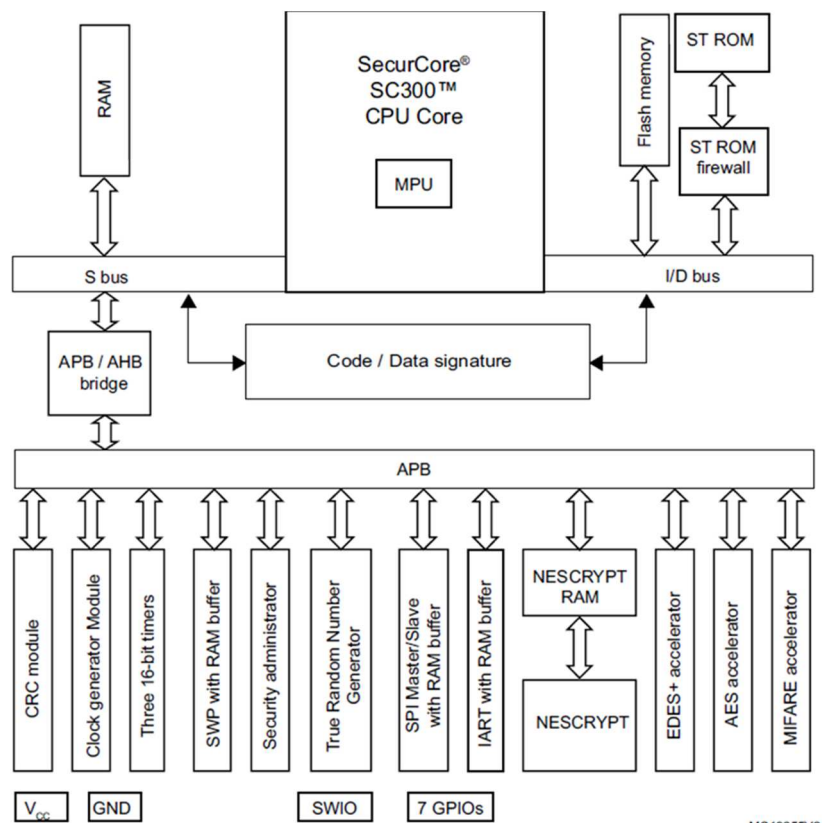 RAM
SecurCore®
SC300™
CPU Core
MPU
Flash memory
ST ROM
ST ROM
firewall
S bus
I/D bus
APB / AHB
bridge
Code / Data signature
APB
CRC module
Clock generator Module
Three 16-bit timers
SWP with RAM buffer
Security administrator
True Random Number
Generator
SPI Master/Slave
with RAM buffer
IART with RAM buffer
NESCRYPT
RAM
NESCRYPT
EDES+ accelerator
AES accelerator
MIFARE accelerator
VCC
GND
SWIO
7 GPIOs